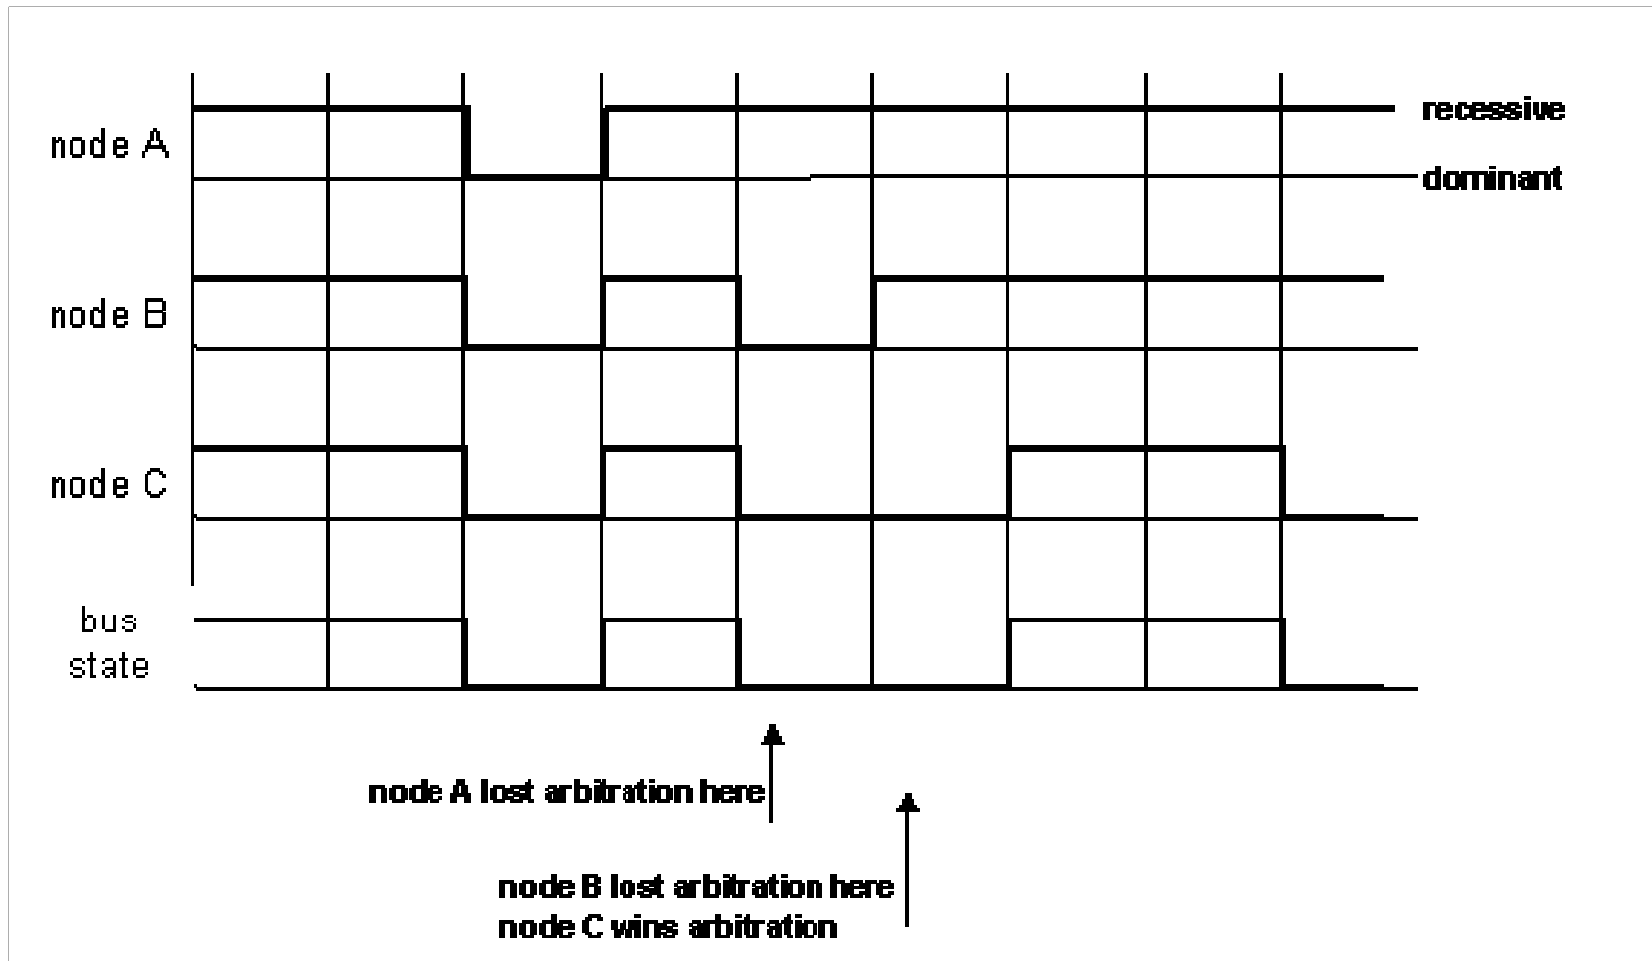 recessive
node A
dominant
node B
node C
bus
state
node A lost arbitration here
node B lost arbitration here
node C wins arbitration